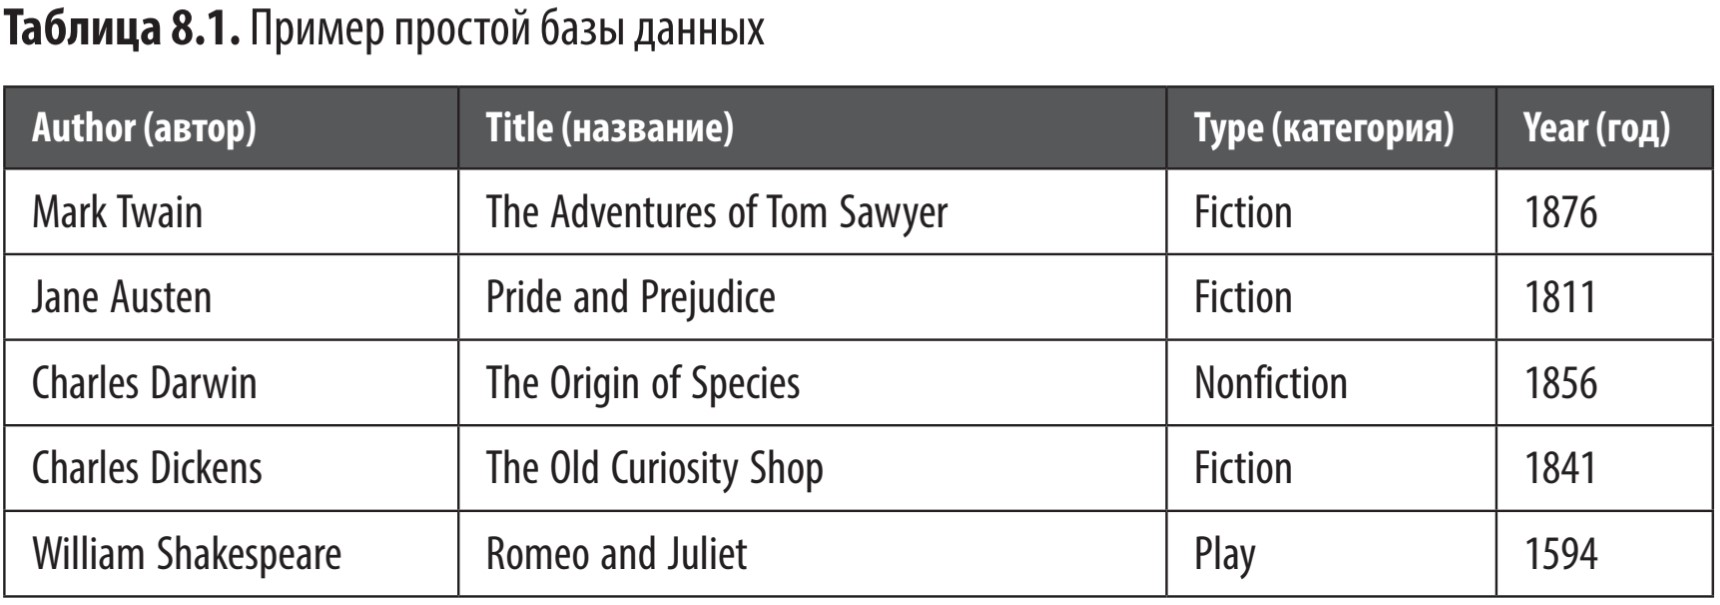 Таблица 8.1. Пример простой базы данных
Author (автор) Title (название) Type (категория) Year (год)
Mark Twain The Adventures of Tom Sawyer Fiction 1876
Jane Austen Pride and Prejudice Fiction 1811
Charles Darwin The Origin of Species Nonfiction 1856
Charles Dickens The Old Curiosity Shop Fiction 1841
William Shakespeare Romeo and Juliet Play 1594